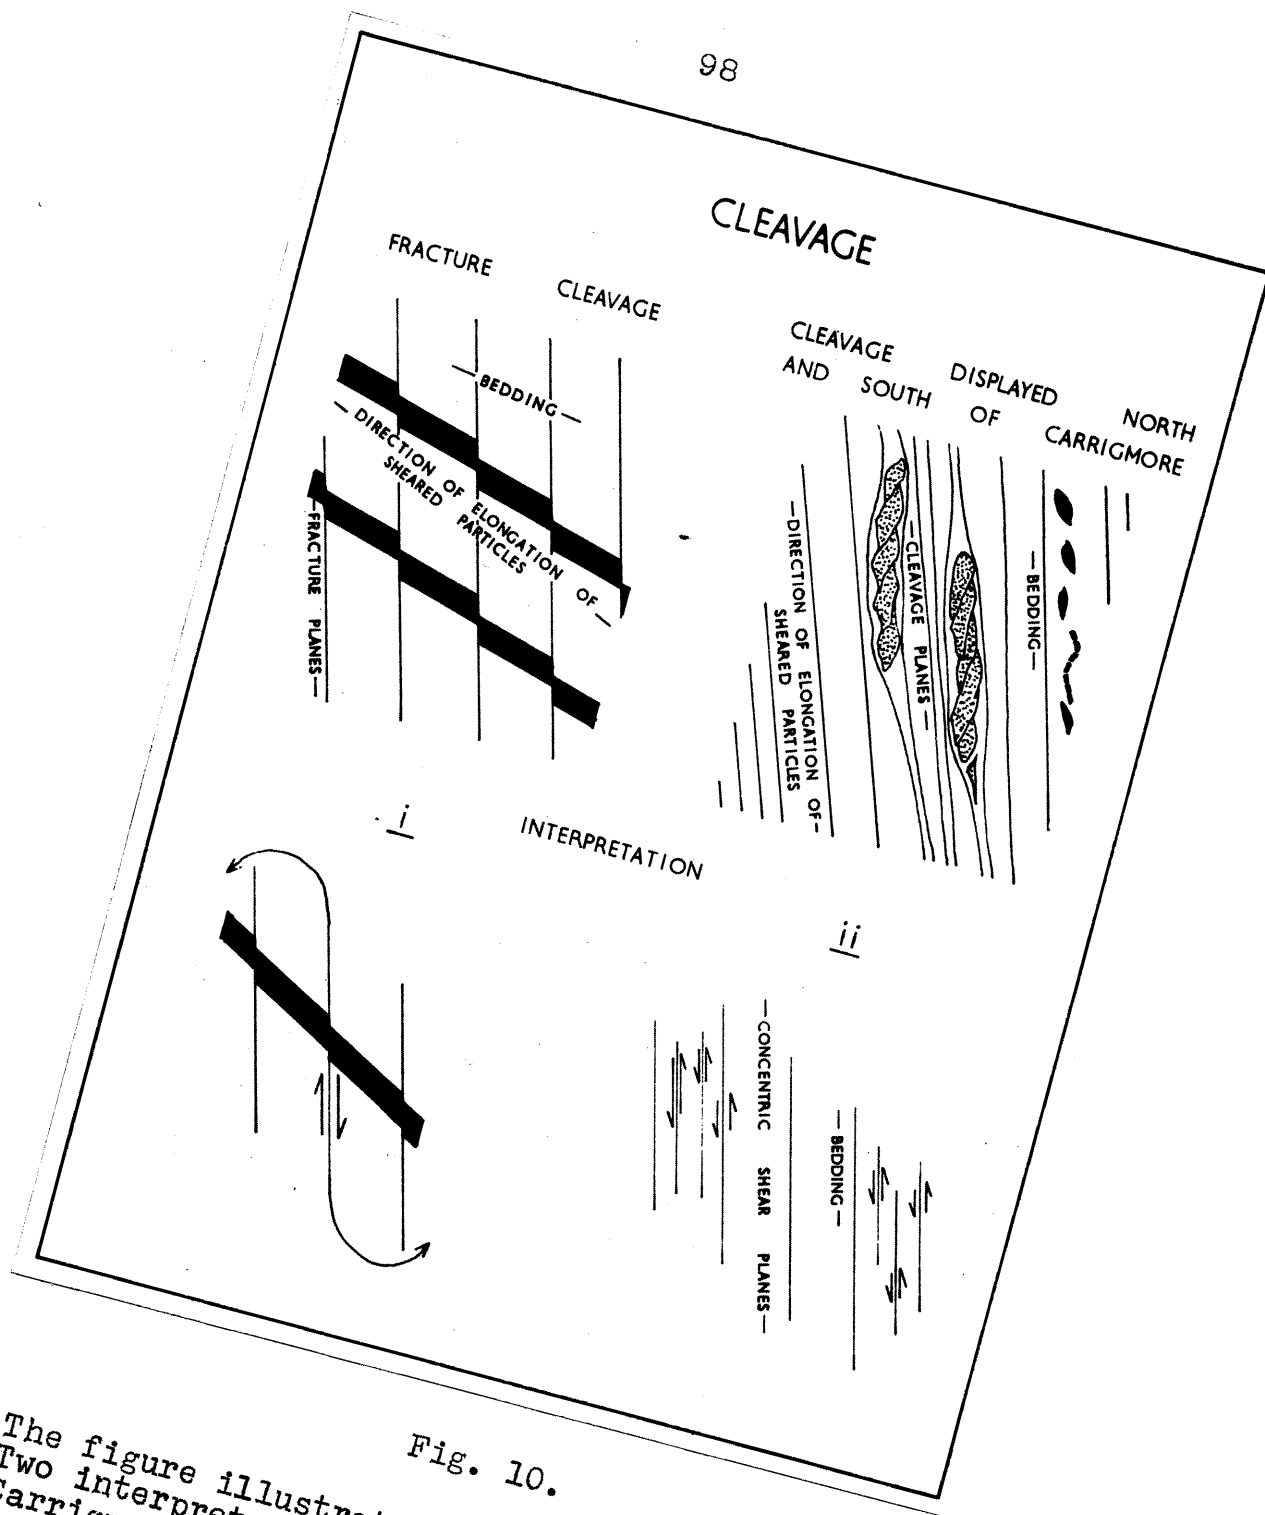 98
CLEAVAGE
FRACTURE CLEAVAGE
—BEDDING—
—DIRECTION OF ELONGATION OF—
SHEARED PARTICLES
—FRACTURE PLANES—
CLEAVAGE DISPLAYED NORTH
AND SOUTH OF CARRIGMORE
—DIRECTION OF ELONGATION OF—
SHEARED PARTICLES
—CLEAVAGE PLANES—
—BEDDING—
i
INTERPRETATION
ii
—CONCENTRIC SHEAR PLANES—
—BEDDING—
Fig. 10.
The figure
Two